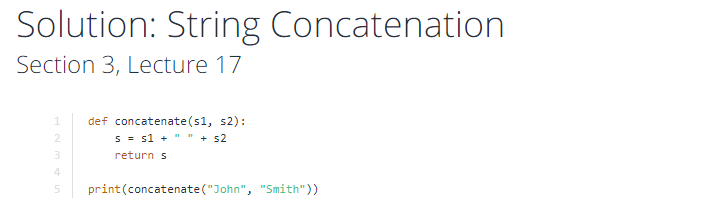 Solution: String Concatenation
Section 3, Lecture 17
1 def concatenate(s1, s2):
2     s = s1 + " " + s2
3     return s
4
5 print(concatenate("John", "Smith"))